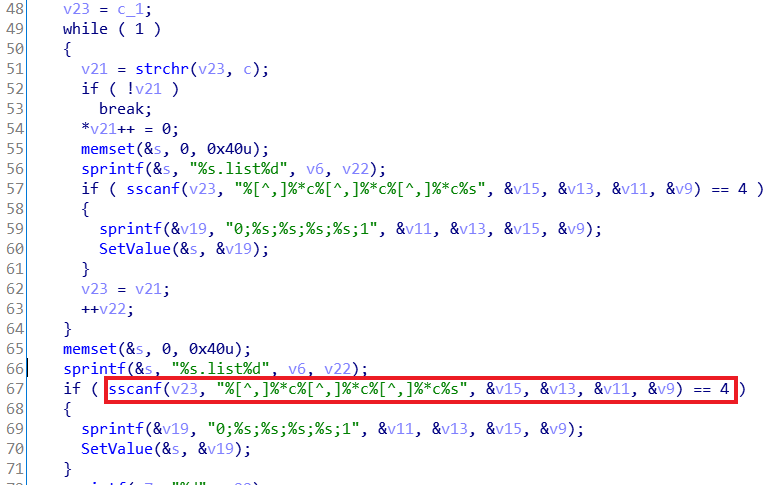 48 v23 = c_1;
49 while ( 1 )
50 {
51 v21 = strchr(v23, c);
52 if ( !v21 )
53 break;
54 *v21++ = 0;
55 memset(&s, 0, 0x40u);
56 sprintf(&s, "%s.list%d", v6, v22);
57 if ( sscanf(v23, "%[^,]%*c%[^,]%*c%[^,]%*c%s", &v15, &v13, &v11, &v9) == 4 )
58 {
59 sprintf(&v19, "0;%s;%s;%s;%s;1", &v11, &v13, &v15, &v9);
60 SetValue(&s, &v19);
61 }
62 v23 = v21;
63 ++v22;
64 }
65 memset(&s, 0, 0x40u);
66 sprintf(&s, "%s.list%d", v6, v22);
67 if ( sscanf(v23, "%[^,]%*c%[^,]%*c%[^,]%*c%s", &v15, &v13, &v11, &v9) == 4 )
68 {
69 sprintf(&v19, "0;%s;%s;%s;%s;1", &v11, &v13, &v15, &v9);
70 SetValue(&s, &v19);
71 }